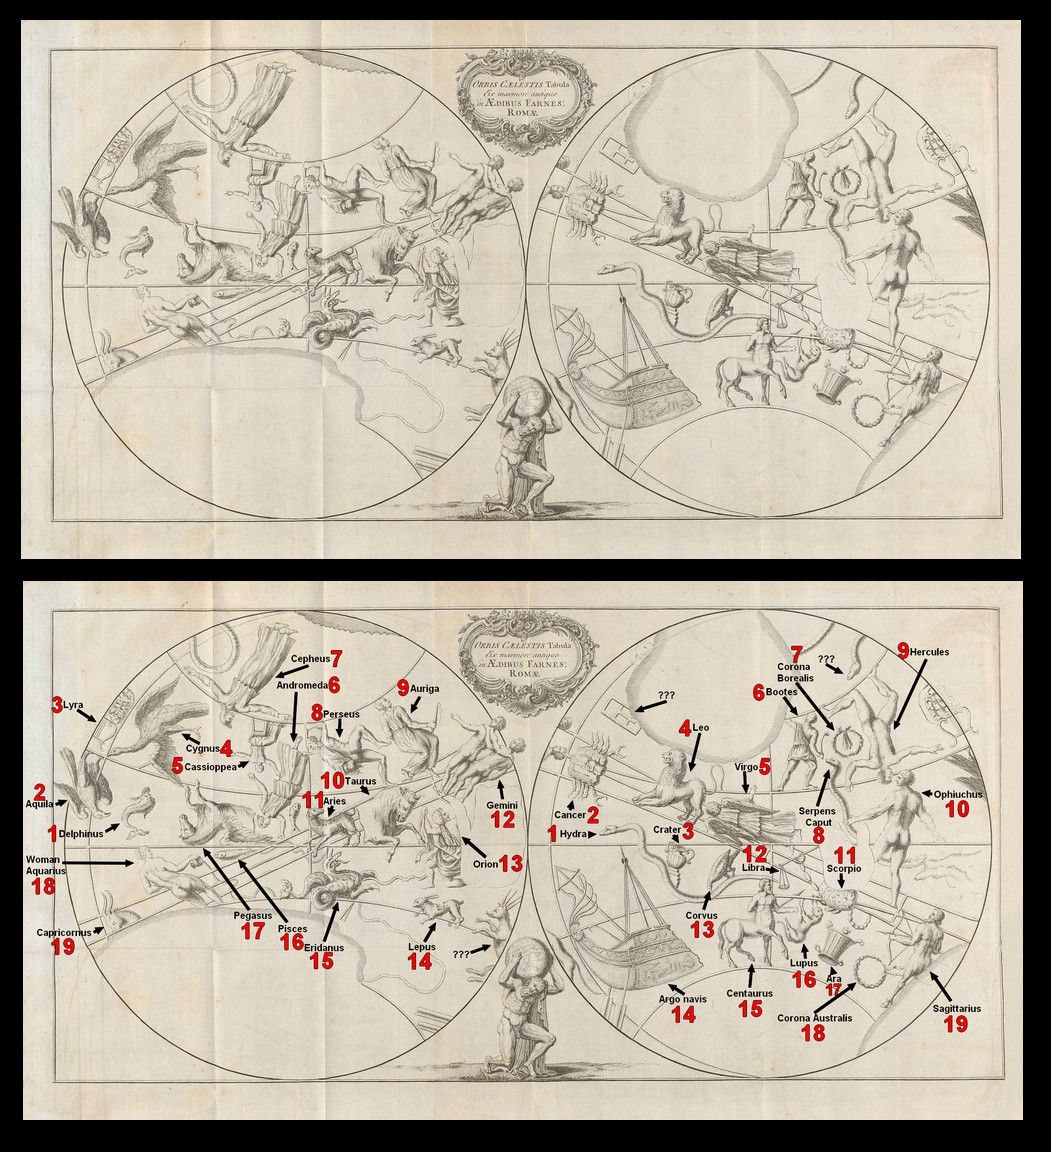 ORBIS CÆLESTIS Tabula
Ex marmore antiquo
in ÆDIBUS FARNES:
ROMÆ
ORBIS CÆLESTIS Tabula
Ex marmore antiquo
in ÆDIBUS FARNES:
ROMÆ
Cepheus 7
Andromeda 6
9 Auriga
3 Lyra
8 Perseus
Cygnus 4
5 Cassioppea
10 Taurus
11 Aries
2
Aquila
1 Delphinus
Gemini
12
Woman
Aquarius
18
Orion 13
Pegasus
17
Pisces
16
Capricornus
19
Eridanus
15
Lepus
14
???
7
Corona
Borealis
???
9 Hercules
6 Bootes
???
4 Leo
Virgo 5
Cancer 2
1 Hydra
Crater 3
Serpens
Caput
8
Ophiuchus
10
12
Libra
11
Scorpio
Corvus
13
Lupus
16
Ara
17
Argo navis
14
Centaurus
15
Corona Australis
18
Sagittarius
19